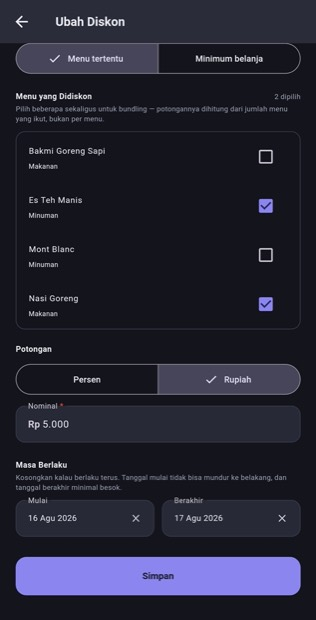 Ubah Diskon
Menu tertentu
Minimum belanja
Menu yang Didiskon
2 dipilih
Pilih beberapa sekaligus untuk bundling — potongannya dihitung dari jumlah menu
yang ikut, bukan per menu.
Bakmi Goreng Sapi
Makanan
Es Teh Manis
Minuman
Mont Blanc
Minuman
Nasi Goreng
Makanan
Potongan
Persen
Rupiah
Nominal *
Rp 5.000
Masa Berlaku
Kosongkan kalau berlaku terus. Tanggal mulai tidak bisa mundur ke belakang, dan
tanggal berakhir minimal besok.
Mulai
Berakhir
16 Agu 2026
17 Agu 2026
Simpan